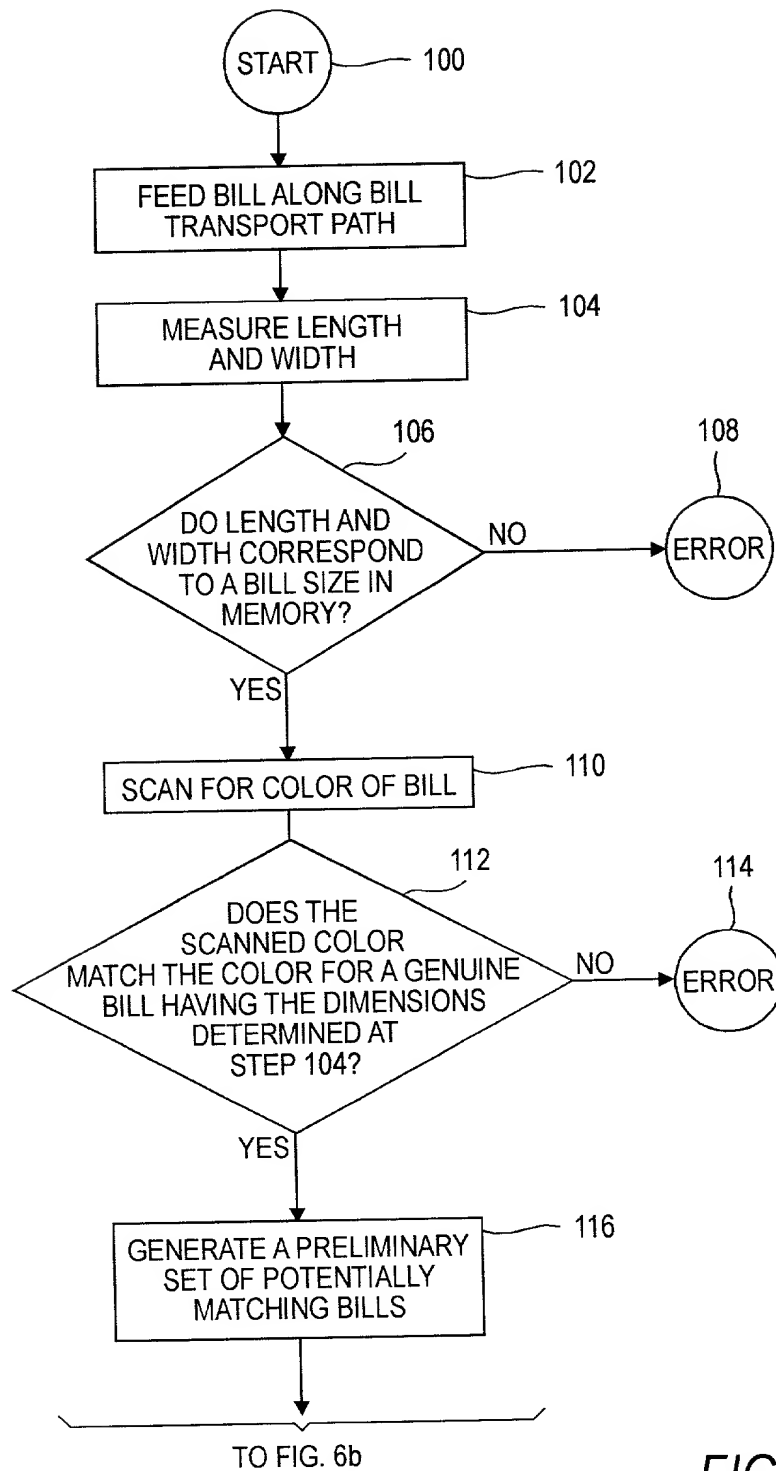 START
100
FEED BILL ALONG BILL
TRANSPORT PATH
102
MEASURE LENGTH
AND WIDTH
104
106
DO LENGTH AND
WIDTH CORRESPOND
TO A BILL SIZE IN
MEMORY?
NO
108
ERROR
YES
SCAN FOR COLOR OF BILL
110
112
DOES THE
SCANNED COLOR
MATCH THE COLOR FOR A GENUINE
BILL HAVING THE DIMENSIONS
DETERMINED AT
STEP 104?
NO
114
ERROR
YES
GENERATE A PRELIMINARY
SET OF POTENTIALLY
MATCHING BILLS
116
TO FIG. 6b
FIG